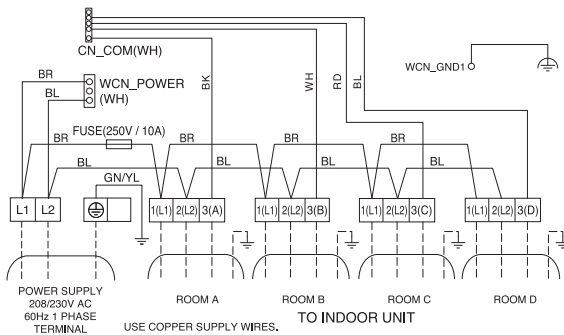 CN_COM(WH)
WCN_GND1
BR
WCN_POWER
(WH)
BL
BK
WH
RD
BL
FUSE(250V / 10A)
BR
BR
BR
BR
BL
BL
BL
BL
GN/YL
L1 L2
1(L1) 2(L2) 3(A)
1(L1) 2(L2) 3(B)
1(L1) 2(L2) 3(C)
1(L1) 2(L2) 3(D)
POWER SUPPLY
208/230V AC
60Hz 1 PHASE
TERMINAL
ROOM A
ROOM B
ROOM C
ROOM D
TO INDOOR UNIT
USE COPPER SUPPLY WIRES.